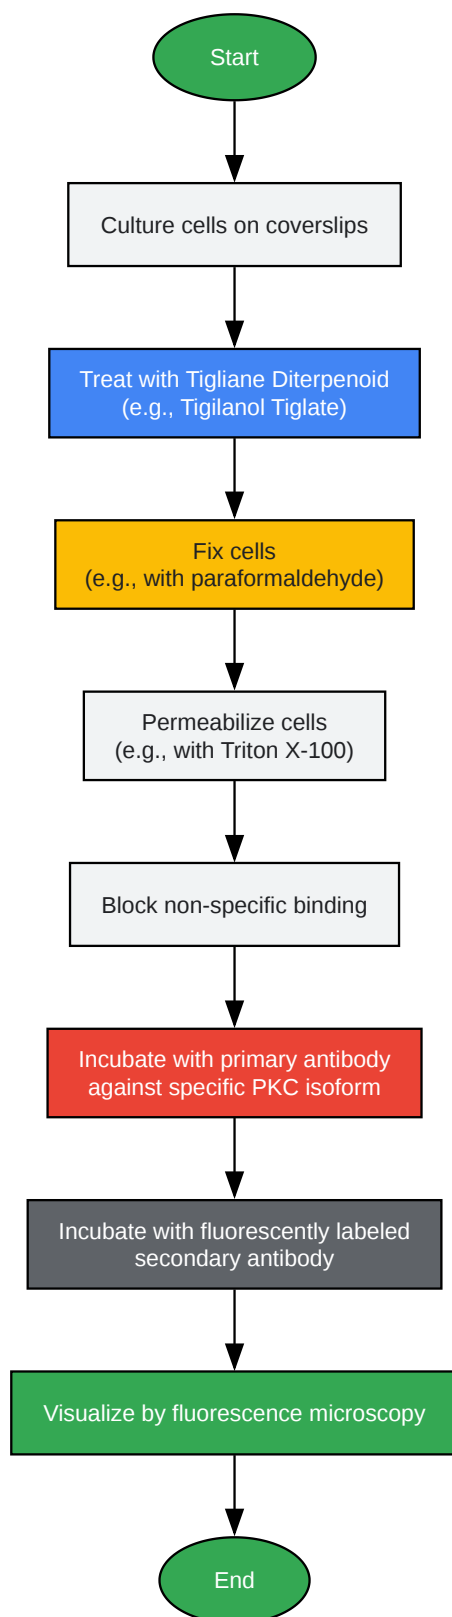 Start
Culture cells on coverslips
Treat with Tigliane Diterpenoid
(e.g., Tigilanol Tiglate)
Fix cells
(e.g., with paraformaldehyde)
Permeabilize cells
(e.g., with Triton X-100)
Block non-specific binding
Incubate with primary antibody
against specific PKC isoform
Incubate with fluorescently labeled
secondary antibody
Visualize by fluorescence microscopy
End